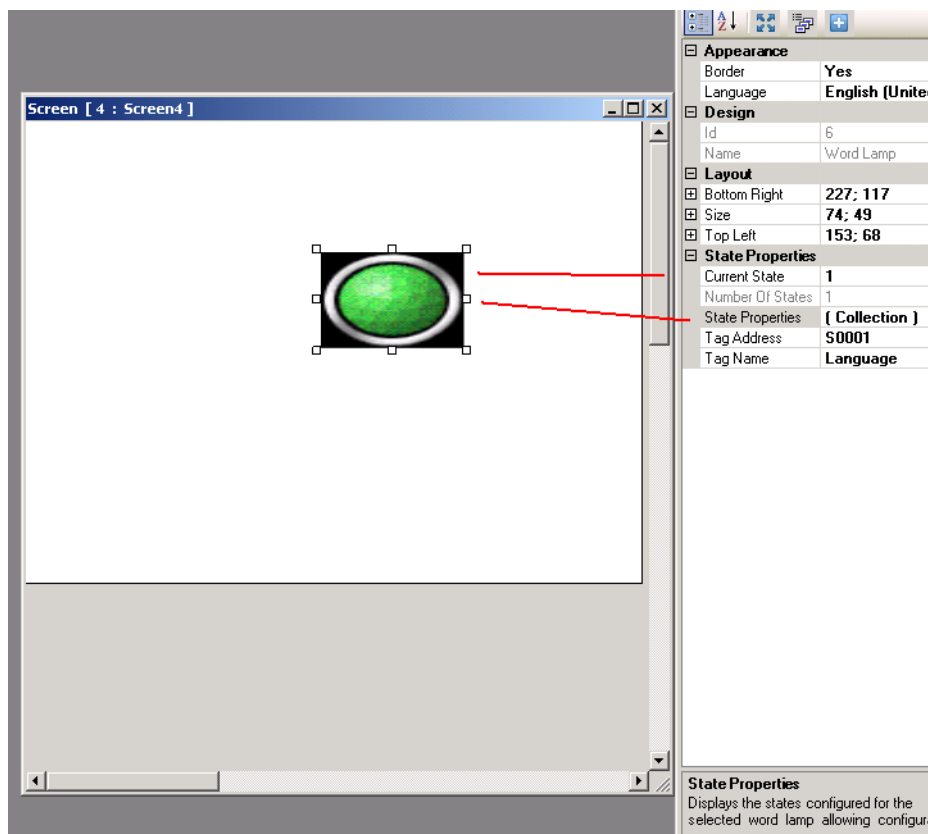 Screen [ 4 : Screen4 ]
Appearance
Border Yes
Language English (Unite
Design
Id 6
Name Word Lamp
Layout
Bottom Right 227; 117
Size 74; 49
Top Left 153; 68
State Properties
Current State 1
Number Of States 1
State Properties ( Collection )
Tag Address S0001
Tag Name Language
State Properties
Displays the states configured for the
selected word lamp allowing configura